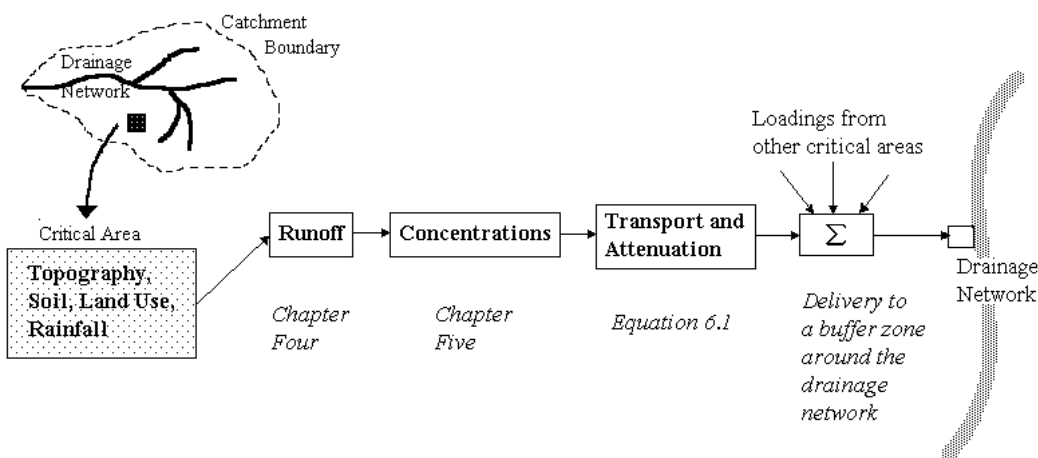 Catchment
Boundary
Drainage
Network
Critical Area
Topography,
Soil, Land Use,
Rainfall
Runoff
Chapter
Four
Concentrations
Chapter
Five
Transport and
Attenuation
Equation 6.1
Loadings from
other critical areas
Σ
Delivery to
a buffer zone
around the
drainage
network
Drainage
Network